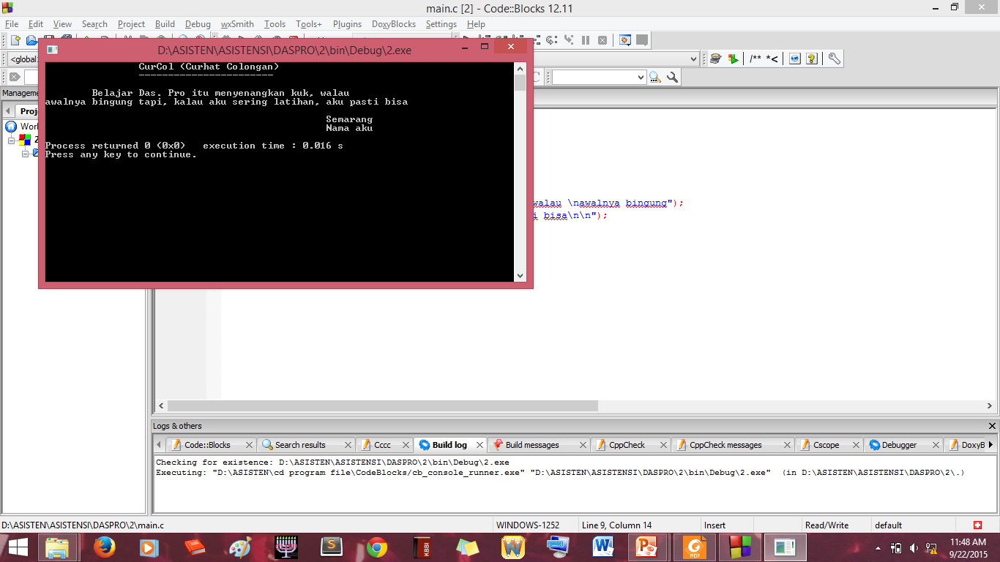 main.c [2] - Code::Blocks 12.11
File Edit View Search Project Build Debug wxSmith Tools Tools+ Plugins DoxyBlocks Settings Help
D:\ASISTEN\ASISTENSI\DASPRO\2\bin\Debug\2.exe
<global
/** *<
CurCol (Curhat Colongan)
-----------------------
Belajar Das. Pro itu menyenangkan kuk, walau
awalnya bingung tapi, kalau aku sering latihan, aku pasti bisa
Semarang
Nama aku
Process returned 0 (0x0) execution time : 0.016 s
Press any key to continue.
Manageme
Proj
Work
2
walau \nawalnya bingung");
i bisa\n\n");
Logs & others
Code::Blocks Search results Cccc Build log Build messages CppCheck CppCheck messages Cscope Debugger DoxyB
Checking for existence: D:\ASISTEN\ASISTENSI\DASPRO\2\bin\Debug\2.exe
Executing: "D:\ASISTEN\cd program file\CodeBlocks/cb_console_runner.exe" "D:\ASISTEN\ASISTENSI\DASPRO\2\bin\Debug\2.exe" (in D:\ASISTEN\ASISTENSI\DASPRO\2\.)
D:\ASISTEN\ASISTENSI\DASPRO\2\main.c WINDOWS-1252 Line 9, Column 14 Insert Read/Write default
KBBI
PDF
11:48 AM
9/22/2015